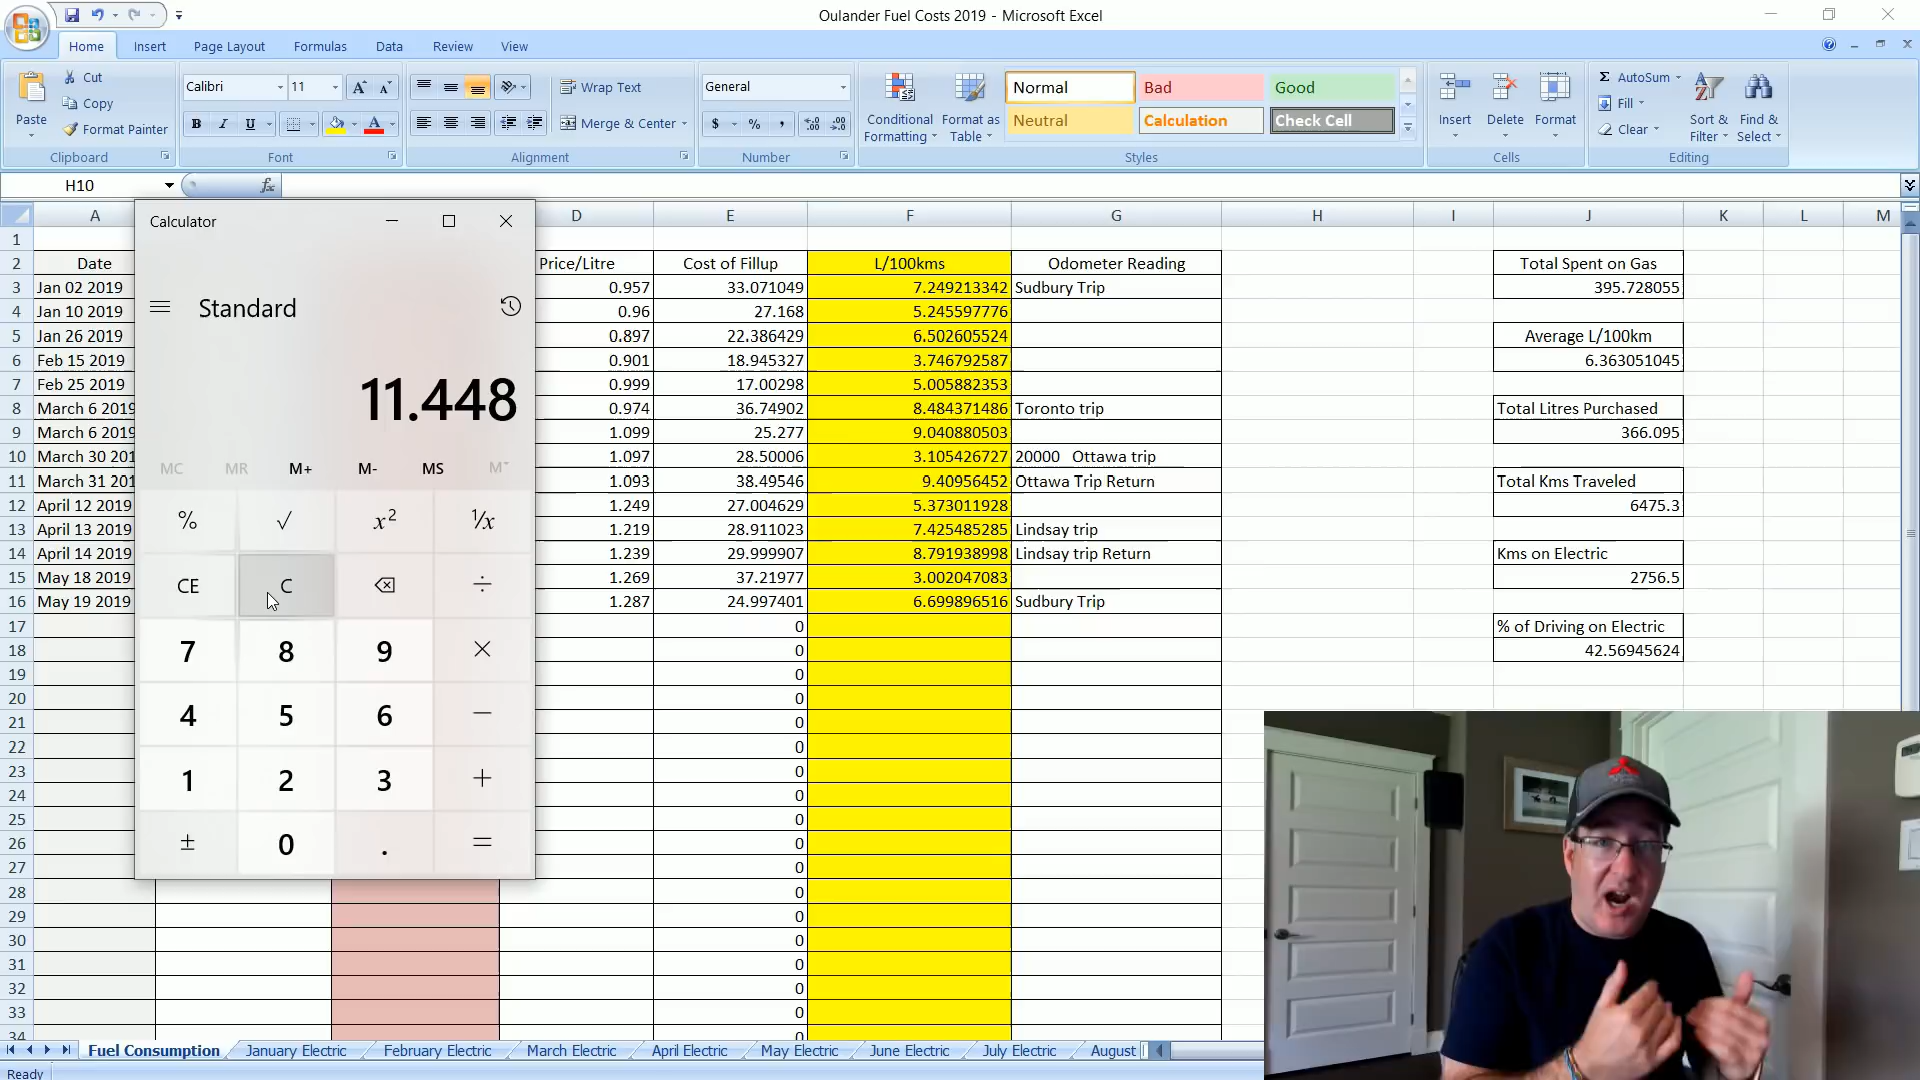 Oulander Fuel Costs 2019 - Microsoft Excel
Home Insert Page Layout Formulas Data Review View
Paste Cut Copy Format Painter
Clipboard
Calibri 11
B I U
Font
Wrap Text
Merge & Center
Alignment
General
$ % ,
Number
Conditional Formatting
Format as Table
Normal Bad Good
Neutral Calculation Check Cell
Styles
Insert Delete Format
Cells
AutoSum
Fill
Clear
Sort & Filter
Find & Select
Editing
H10 fx
A D E F G H I J K L M
1
2 Date Price/Litre Cost of Fillup L/100kms Odometer Reading Total Spent on Gas
3 Jan 02 2019 0.957 33.071049 7.249213342 Sudbury Trip 395.728055
4 Jan 10 2019 0.96 27.168 5.245597776
5 Jan 26 2019 0.897 22.386429 6.502605524 Average L/100km
6 Feb 15 2019 0.901 18.945327 3.746792587 6.363051045
7 Feb 25 2019 0.999 17.00298 5.005882353
8 March 6 2019 0.974 36.74902 8.484371486 Toronto trip Total Litres Purchased
9 March 6 2019 1.099 25.277 9.040880503 366.095
10 March 30 201 1.097 28.50006 3.105426727 20000 Ottawa trip
11 March 31 201 1.093 38.49546 9.40956452 Ottawa Trip Return Total Kms Traveled
12 April 12 2019 1.249 27.004629 5.373011928 6475.3
13 April 13 2019 1.219 28.911023 7.425485285 Lindsay trip
14 April 14 2019 1.239 29.999907 8.791938998 Lindsay trip Return Kms on Electric
15 May 18 2019 1.269 37.21977 3.002047083 2756.5
16 May 19 2019 1.287 24.997401 6.699896516 Sudbury Trip
17 0 % of Driving on Electric
18 0 42.56945624
19 0
20 0
21 0
22 0
23 0
24 0
25 0
26 0
27 0
28 0
29 0
30 0
31 0
32 0
33 0
34 0
Calculator
Standard
11.448
MC MR M+ M- MS M
% √ x² ¹/x
CE C ÷
7 8 9 ×
4 5 6 −
1 2 3 +
± 0 . =
Fuel Consumption January Electric February Electric March Electric April Electric May Electric June Electric July Electric August
Ready